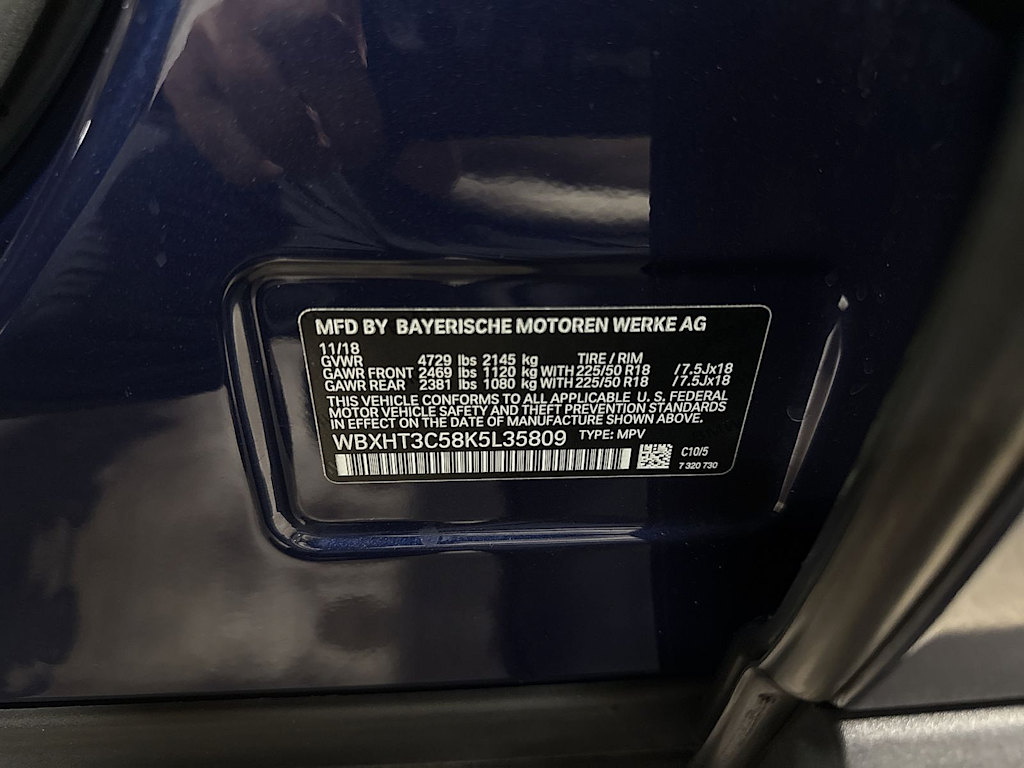 MFD BY BAYERISCHE MOTOREN WERKE AG
11/18
GVWR 4729 lbs 2145 kg TIRE / RIM
GAWR FRONT 2469 lbs 1120 kg WITH 225/50 R18 /7.5Jx18
GAWR REAR 2381 lbs 1080 kg WITH 225/50 R18 /7.5Jx18
THIS VEHICLE CONFORMS TO ALL APPLICABLE U. S. FEDERAL
MOTOR VEHICLE SAFETY AND THEFT PREVENTION STANDARDS
IN EFFECT ON THE DATE OF MANUFACTURE SHOWN ABOVE.
WBXHT3C58K5L35809 TYPE: MPV
C10/5
7 320 730